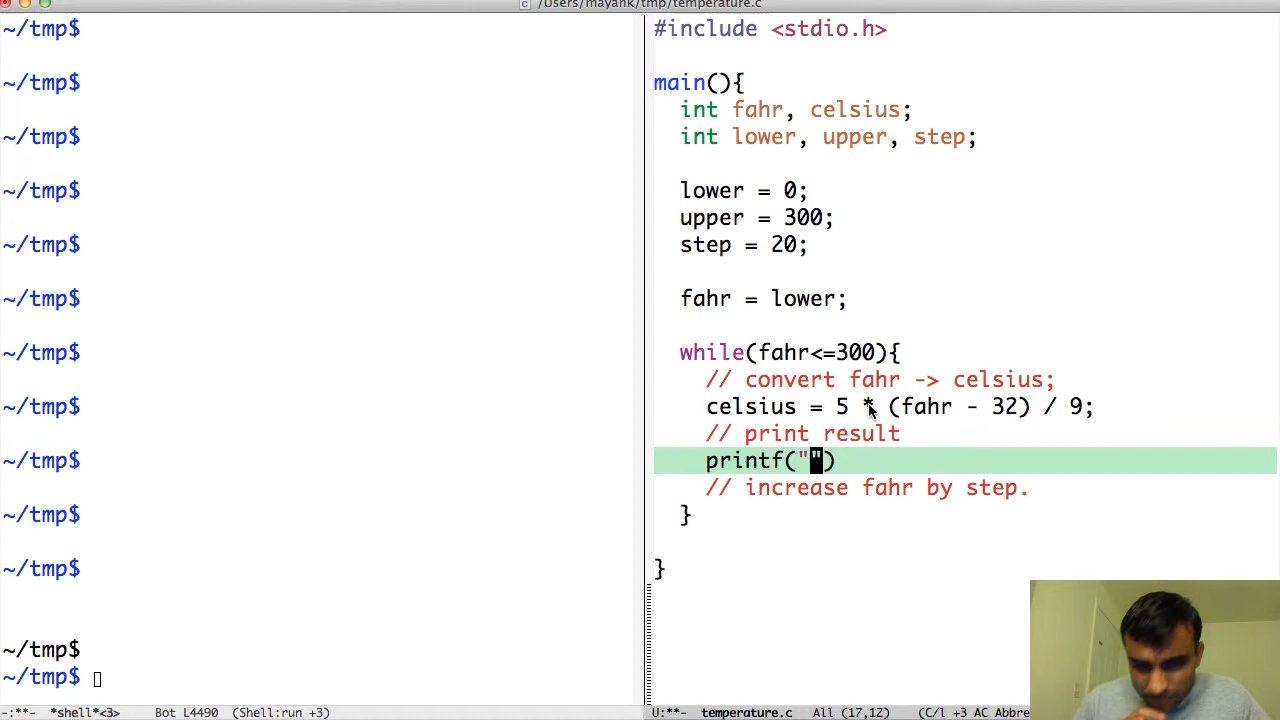 /Users/mayank/tmp/temperature.c
~/tmp$
~/tmp$
~/tmp$
~/tmp$
~/tmp$
~/tmp$
~/tmp$
~/tmp$
~/tmp$
~/tmp$
~/tmp$
~/tmp$
~/tmp$
-:**- *shell*<3> Bot L4490 (Shell:run +3)
#include <stdio.h>
main(){
int fahr, celsius;
int lower, upper, step;
lower = 0;
upper = 300;
step = 20;
fahr = lower;
while(fahr<=300){
// convert fahr -> celsius;
celsius = 5 * (fahr - 32) / 9;
// print result
printf("")
// increase fahr by step.
}
}
U:**- temperature.c All (17,12) (C/l +3 AC Abbre